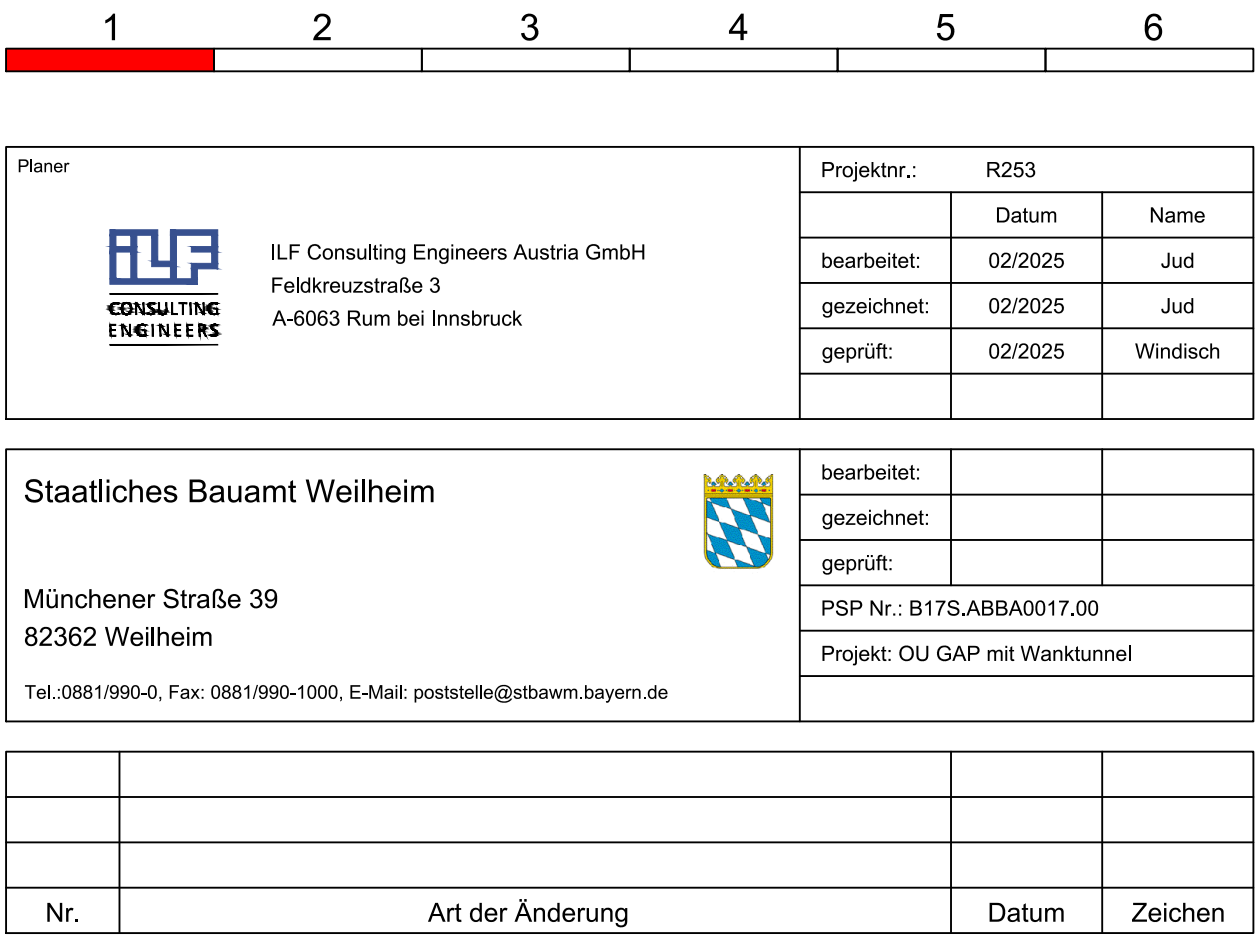 1 2 3 4 5 6
Planer
Projektnr.: R253
Datum Name
iLF
CONSULTING
ENGINEERS
ILF Consulting Engineers Austria GmbH
Feldkreuzstraße 3
A-6063 Rum bei Innsbruck
bearbeitet: 02/2025 Jud
gezeichnet: 02/2025 Jud
geprüft: 02/2025 Windisch
Staatliches Bauamt Weilheim
Münchener Straße 39
82362 Weilheim
Tel.:0881/990-0, Fax: 0881/990-1000, E-Mail: poststelle@stbawm.bayern.de
bearbeitet:
gezeichnet:
geprüft:
PSP Nr.: B17S.ABBA0017.00
Projekt: OU GAP mit Wanktunnel
Nr. Art der Änderung Datum Zeichen